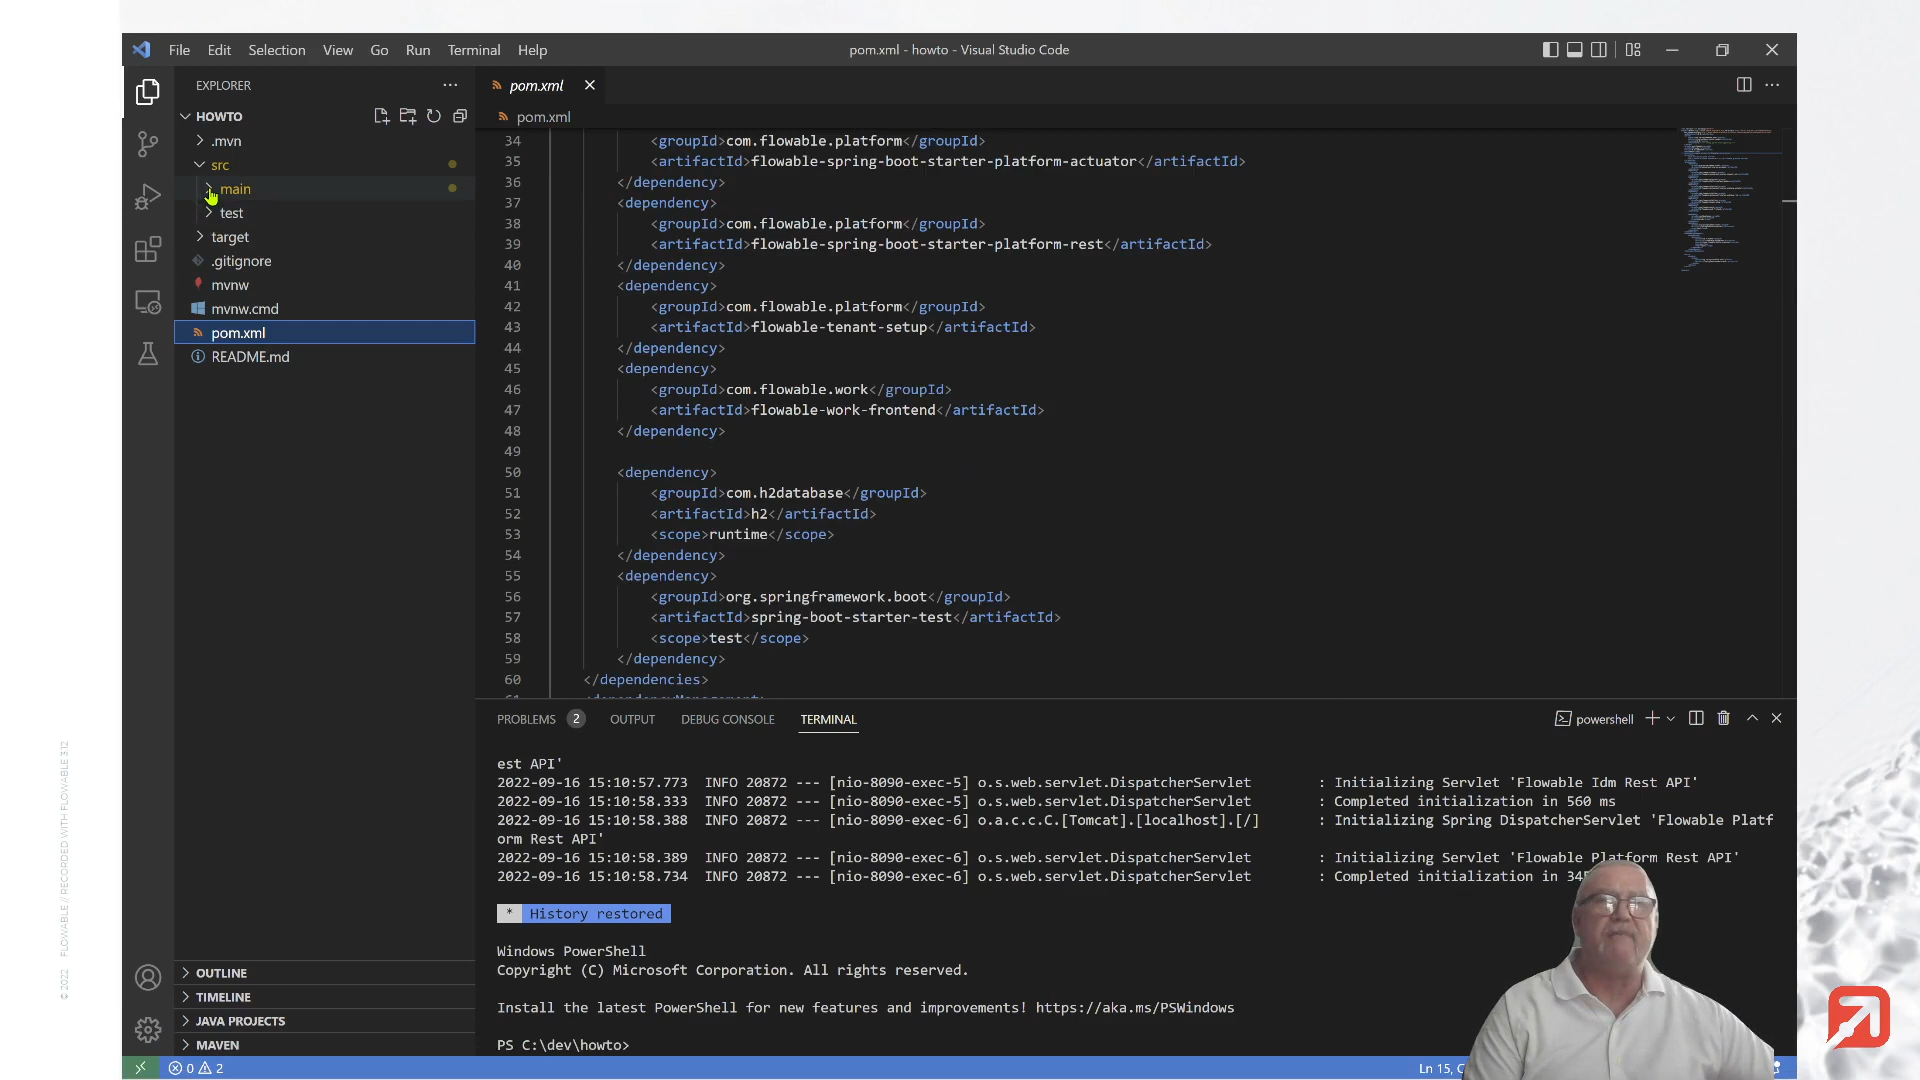 File Edit Selection View Go Run Terminal Help
pom.xml - howto - Visual Studio Code
EXPLORER
HOWTO
.mvn
src
main
test
target
.gitignore
mvnw
mvnw.cmd
pom.xml
README.md
OUTLINE
TIMELINE
JAVA PROJECTS
MAVEN
pom.xml
pom.xml
34 <groupId>com.flowable.platform</groupId>
35 <artifactId>flowable-spring-boot-starter-platform-actuator</artifactId>
36 </dependency>
37 <dependency>
38 <groupId>com.flowable.platform</groupId>
39 <artifactId>flowable-spring-boot-starter-platform-rest</artifactId>
40 </dependency>
41 <dependency>
42 <groupId>com.flowable.platform</groupId>
43 <artifactId>flowable-tenant-setup</artifactId>
44 </dependency>
45 <dependency>
46 <groupId>com.flowable.work</groupId>
47 <artifactId>flowable-work-frontend</artifactId>
48 </dependency>
49
50 <dependency>
51 <groupId>com.h2database</groupId>
52 <artifactId>h2</artifactId>
53 <scope>runtime</scope>
54 </dependency>
55 <dependency>
56 <groupId>org.springframework.boot</groupId>
57 <artifactId>spring-boot-starter-test</artifactId>
58 <scope>test</scope>
59 </dependency>
60 </dependencies>
61 <dependencyManagement>
PROBLEMS 2 OUTPUT DEBUG CONSOLE TERMINAL
powershell
est API'
2022-09-16 15:10:57.773 INFO 20872 --- [nio-8090-exec-5] o.s.web.servlet.DispatcherServlet : Initializing Servlet 'Flowable Idm Rest API'
2022-09-16 15:10:58.333 INFO 20872 --- [nio-8090-exec-5] o.s.web.servlet.DispatcherServlet : Completed initialization in 560 ms
2022-09-16 15:10:58.388 INFO 20872 --- [nio-8090-exec-6] o.a.c.c.C.[Tomcat].[localhost].[/] : Initializing Spring DispatcherServlet 'Flowable Platf
orm Rest API'
2022-09-16 15:10:58.389 INFO 20872 --- [nio-8090-exec-6] o.s.web.servlet.DispatcherServlet : Initializing Servlet 'Flowable Platform Rest API'
2022-09-16 15:10:58.734 INFO 20872 --- [nio-8090-exec-6] o.s.web.servlet.DispatcherServlet : Completed initialization in 345
* History restored
Windows PowerShell
Copyright (C) Microsoft Corporation. All rights reserved.
Install the latest PowerShell for new features and improvements! https://aka.ms/PSWindows
PS C:\dev\howto>
0 2
Ln 15, C
© 2022 FLOWABLE // RECORDED WITH FLOWABLE 3.12